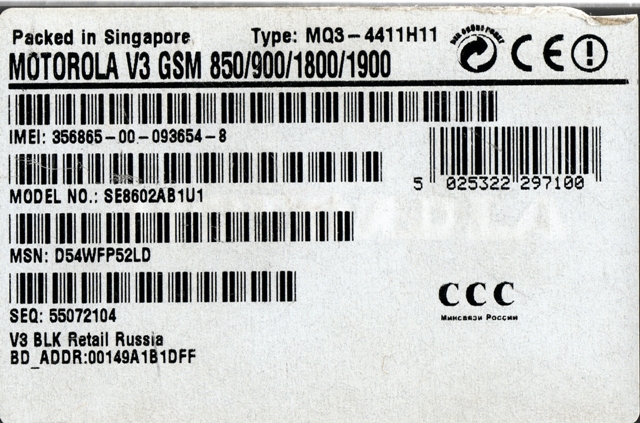 Packed in Singapore Type: MQ3-4411H11
MOTOROLA V3 GSM 850/900/1800/1900
IMEI: 356865-00-093654-8
5 025322 297100
MODEL NO.: SE8602AB1U1
MSN: D54WFP52LD
CCC
Минсвязи России
SEQ: 55072104
V3 BLK Retail Russia
BD_ADDR:00149A1B1DFF